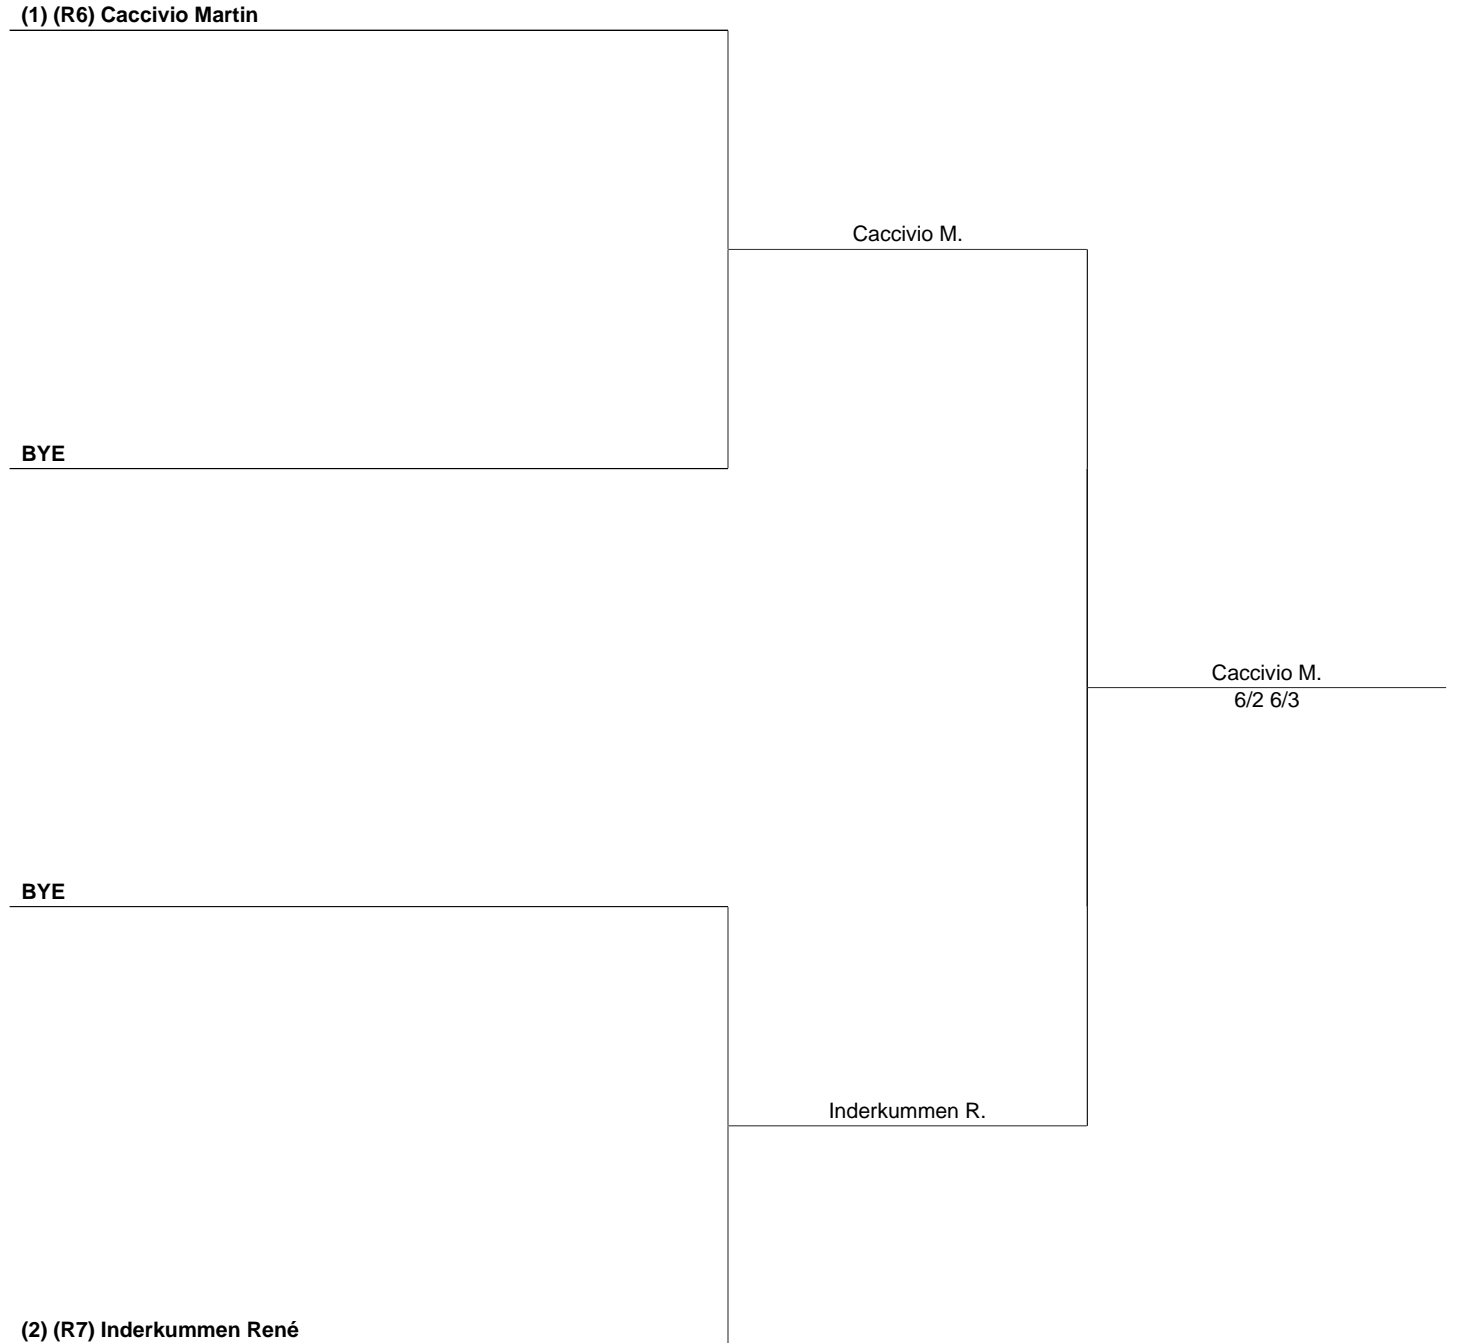 (1) (R6) Caccivio Martin
Caccivio M.
BYE
Caccivio M.
6/2 6/3
BYE
Inderkummen R.
(2) (R7) Inderkummen René